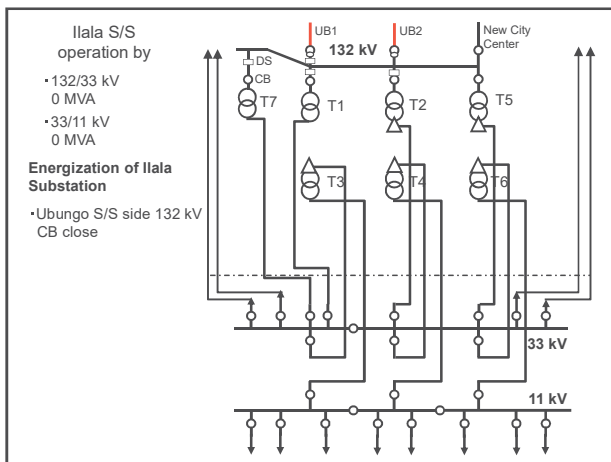 Ilala S/S
operation by
▪132/33 kV
0 MVA
▪33/11 kV
0 MVA
Energization of Ilala
Substation
▪Ubungo S/S side 132 kV
CB close
UB1
UB2
New City
Center
132 kV
DS
CB
T7
T1
T2
T5
T3
T4
T6
33 kV
11 kV